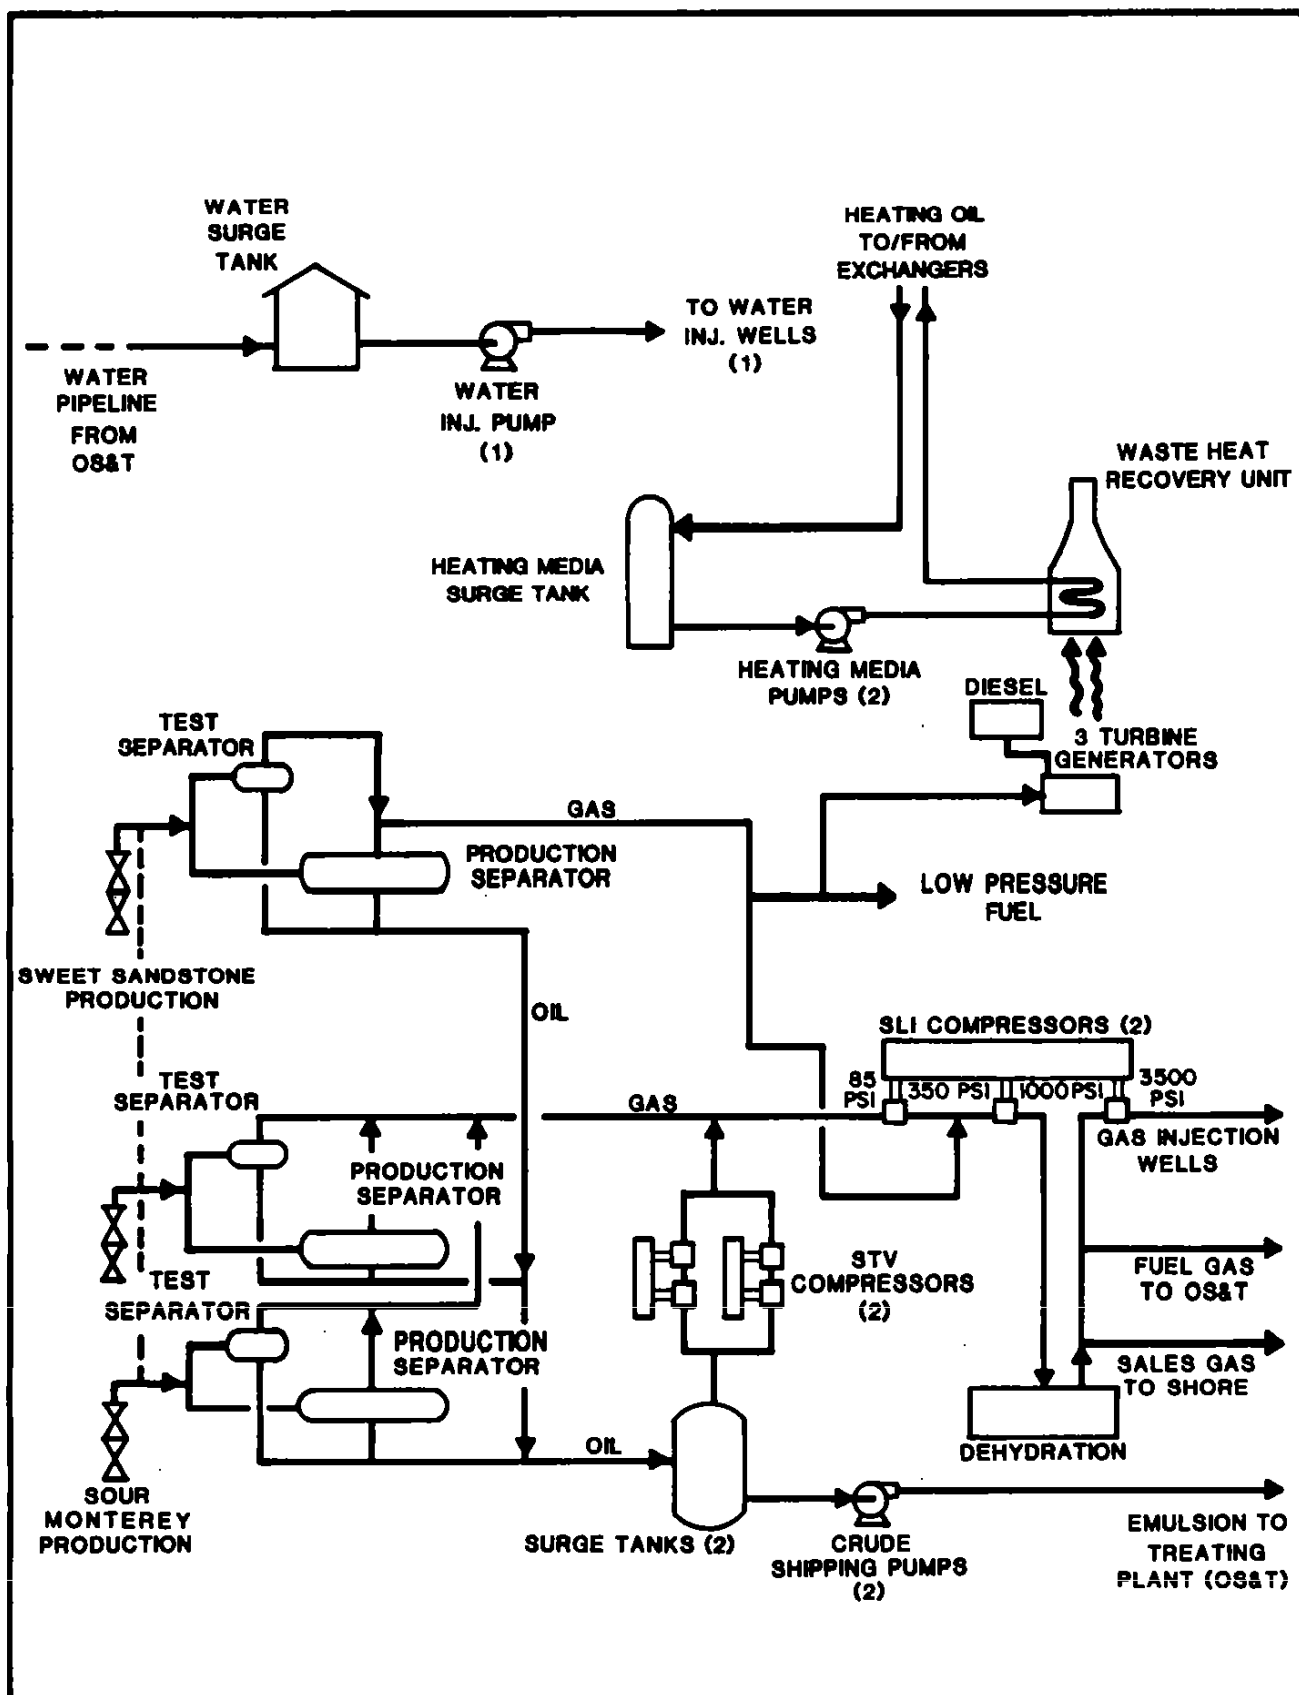 WATER
SURGE
TANK
HEATING OIL
TO/FROM
EXCHANGERS
TO WATER
INJ. WELLS
(1)
WATER
PIPELINE
FROM
OS&T
WATER
INJ. PUMP
(1)
WASTE HEAT
RECOVERY UNIT
HEATING MEDIA
SURGE TANK
HEATING MEDIA
PUMPS (2)
DIESEL
3 TURBINE
GENERATORS
TEST
SEPARATOR
GAS
PRODUCTION
SEPARATOR
LOW PRESSURE
FUEL
SWEET SANDSTONE
PRODUCTION
OIL
SLI COMPRESSORS (2)
85
PSI
350 PSI
1000 PSI
3500
PSI
TEST
SEPARATOR
GAS
GAS INJECTION
WELLS
PRODUCTION
SEPARATOR
STV
COMPRESSORS
(2)
FUEL GAS
TO OS&T
TEST
SEPARATOR
PRODUCTION
SEPARATOR
SALES GAS
TO SHORE
OIL
DEHYDRATION
SOUR
MONTEREY
PRODUCTION
SURGE TANKS (2)
CRUDE
SHIPPING PUMPS
(2)
EMULSION TO
TREATING
PLANT (OS&T)